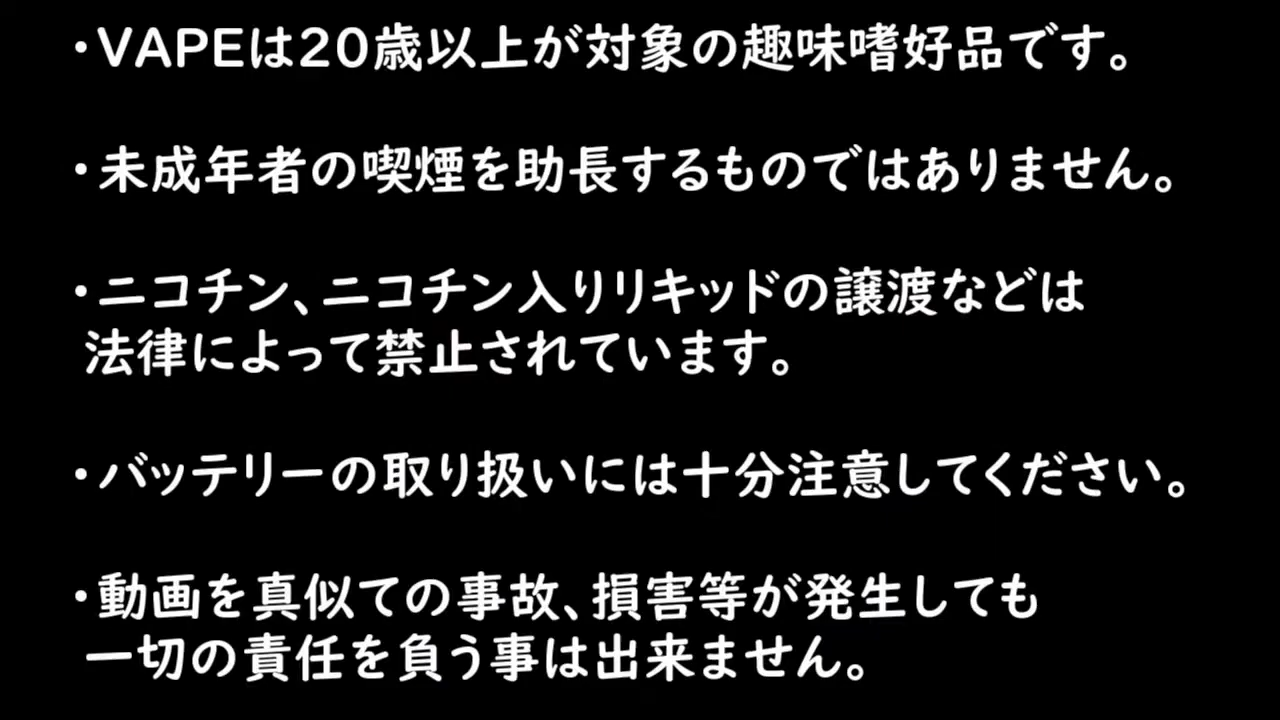 ・VAPEは20歳以上が対象の趣味嗜好品です。
・未成年者の喫煙を助長するものではありません。
・ニコチン、ニコチン入りリキッドの譲渡などは
法律によって禁止されています。
・バッテリーの取り扱いには十分注意してください。
・動画を真似ての事故、損害等が発生しても
一切の責任を負う事は出来ません。